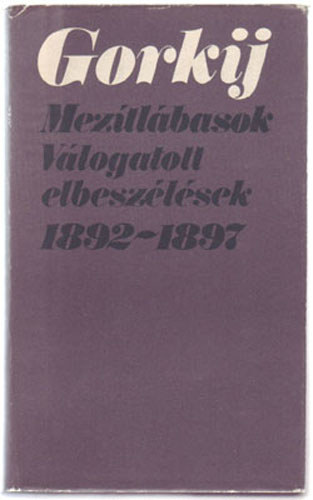 Gorkij
Mezítlábasok
Válogatott
elbeszélések
1892~1897